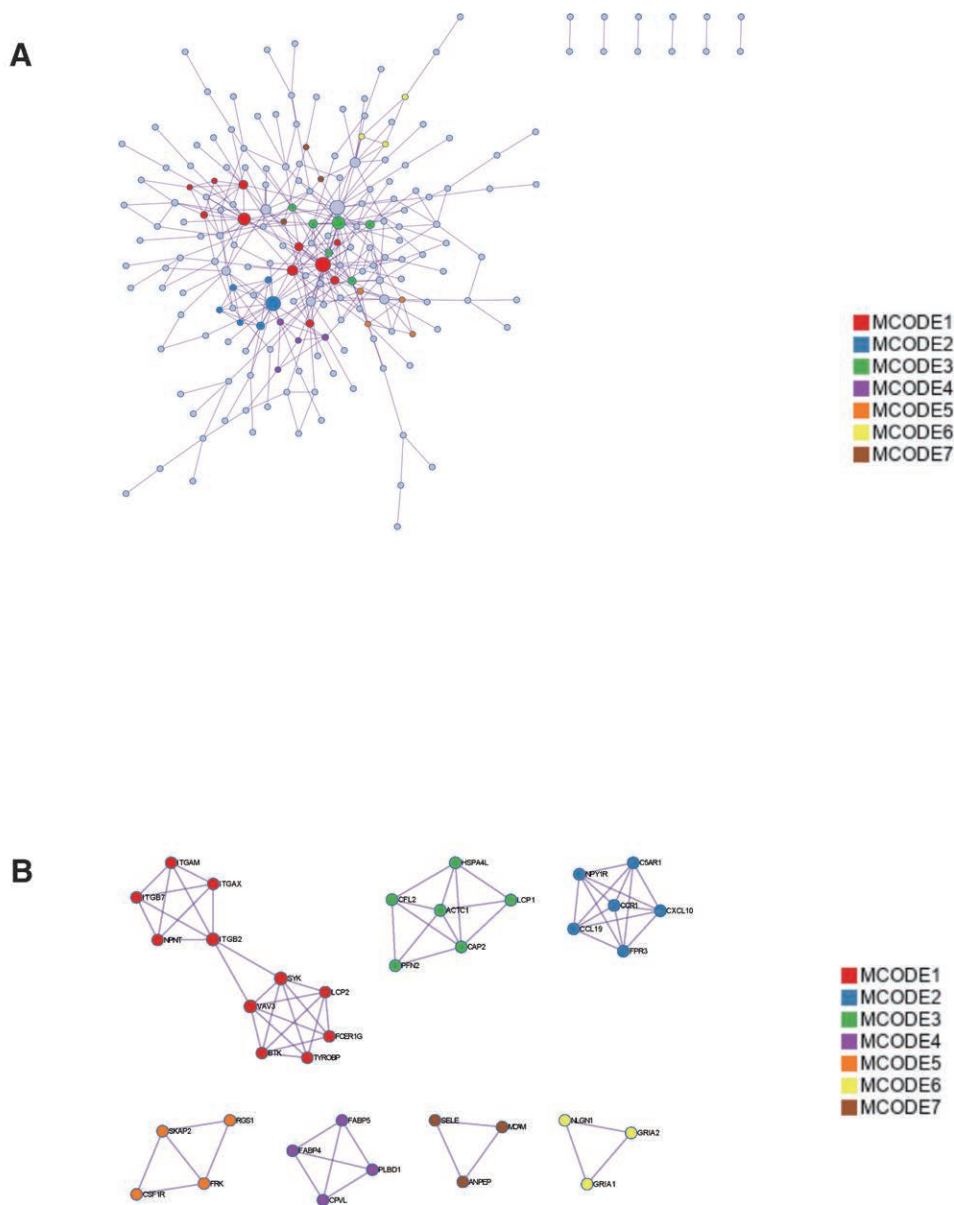 A
MCODE1
MCODE2
MCODE3
MCODE4
MCODE5
MCODE6
MCODE7
B
ITGAM
ITGAX
ITGB7
NPNT
ITGB2
SYK
LCP2
VAV3
FCER1G
BTK
TYROBP
HSPA4L
CFL2
LCP1
ACTC1
CAP2
PFN2
C5AR1
NPY1R
CCR1
CXCL10
CCL19
FPR3
MCODE1
MCODE2
MCODE3
MCODE4
MCODE5
MCODE6
MCODE7
RGS1
SKAP2
FRK
CSF1R
FABP5
FABP4
PLBD1
CPVL
SELE
MCAM
ANPEP
NLGN1
GRIA2
GRIA1